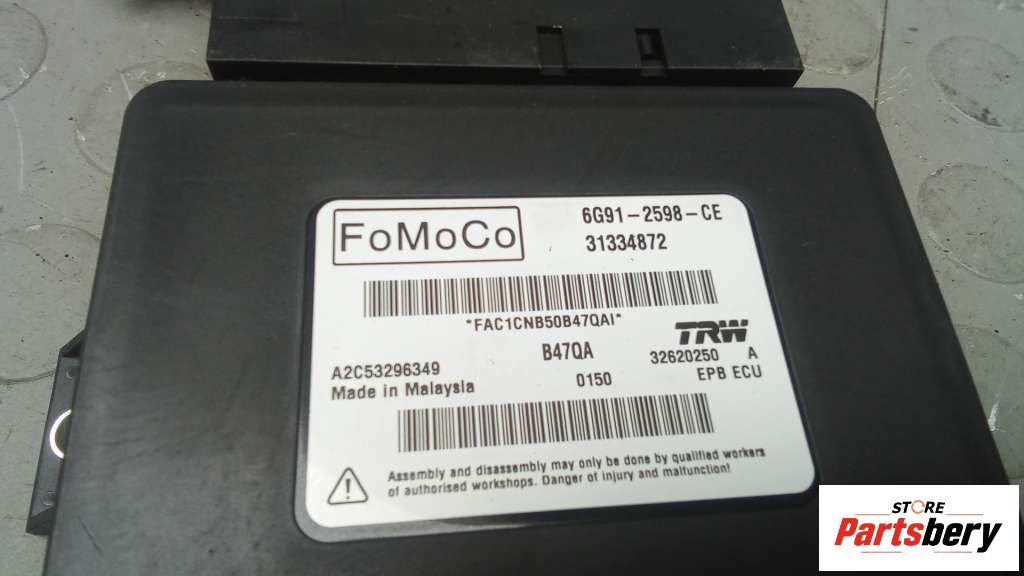 FoMoCo
6G91-2598-CE
31334872
*FAC1CNB50B47QAI*
TRW
B47QA
32620250 A
A2C53296349
EPB ECU
Made in Malaysia
0150
Assembly and disassembly may only be done by qualified workers
of authorised workshops. Danger of injury and malfunction!
STORE
Partsbery